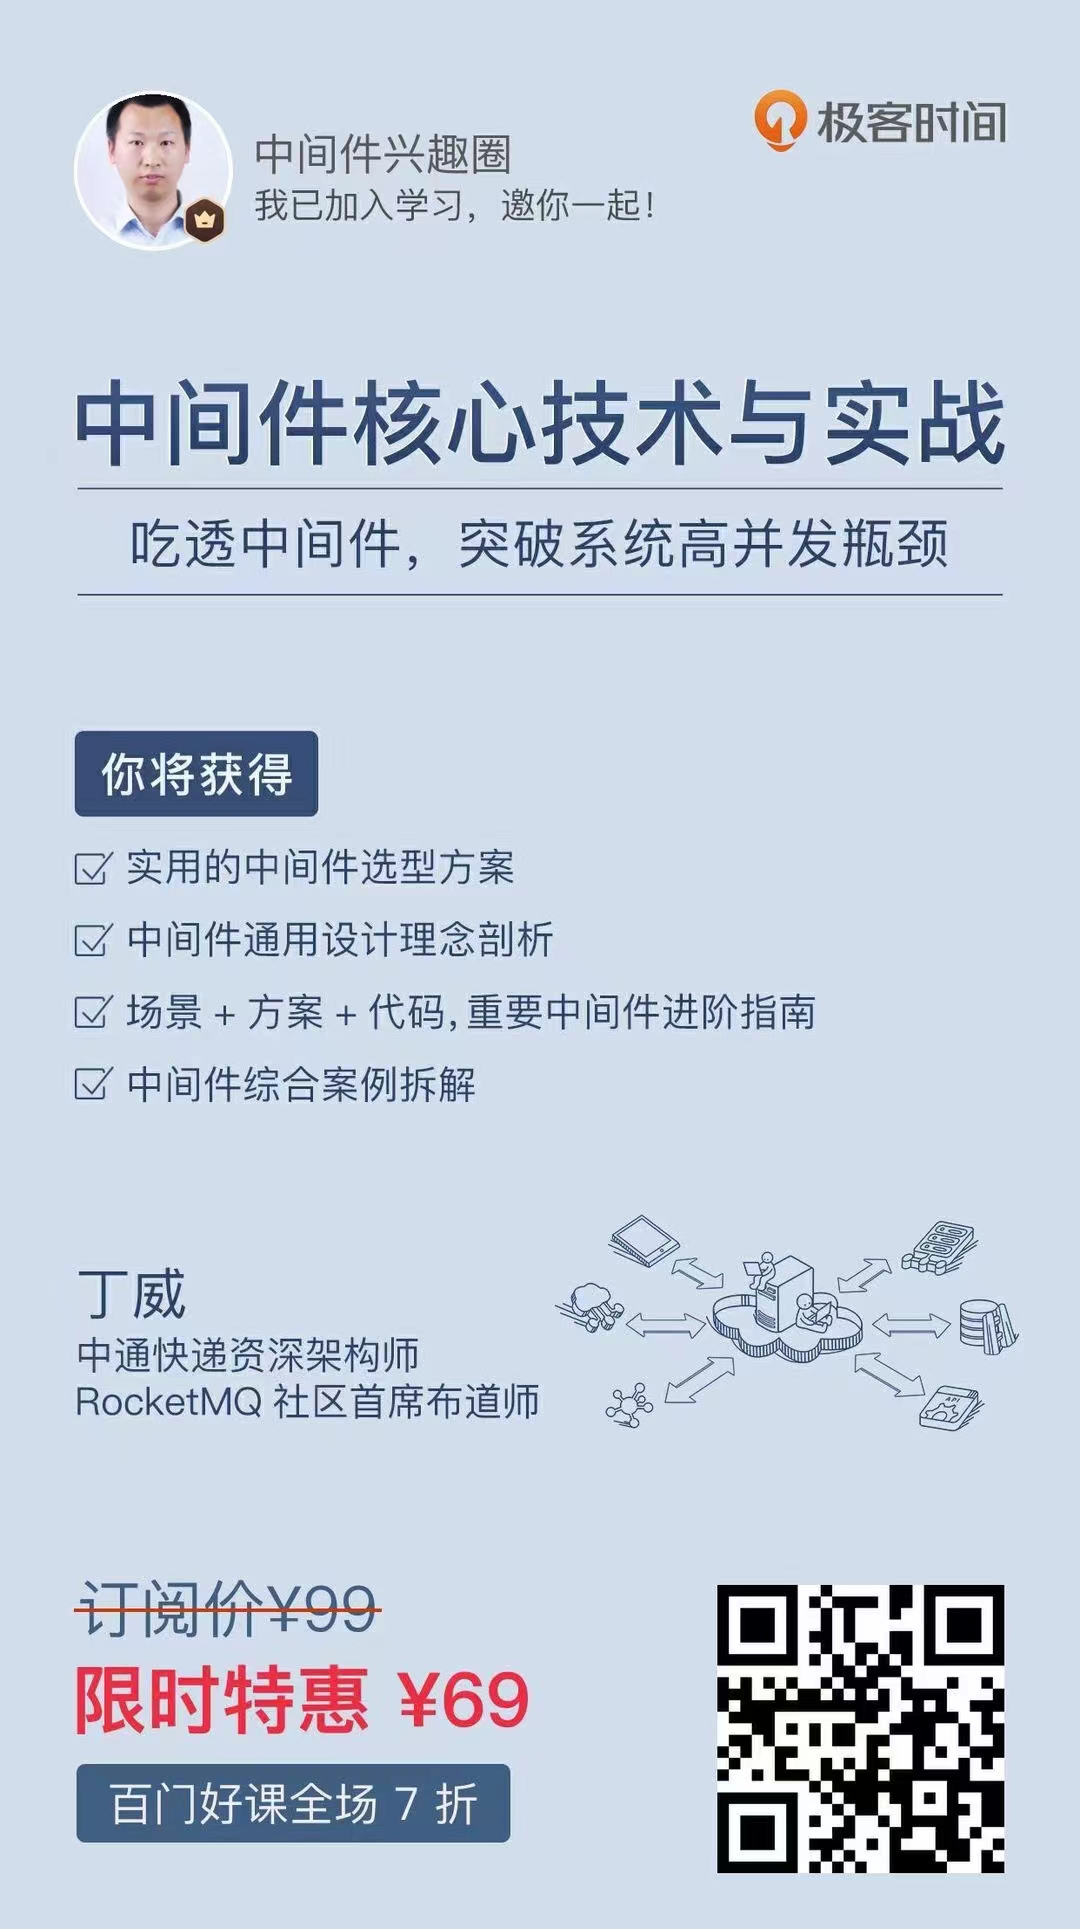 极客时间
中间件兴趣圈
我已加入学习，邀你一起！
中间件核心技术与实战
吃透中间件，突破系统高并发瓶颈
你将获得
实用的中间件选型方案
中间件通用设计理念剖析
场景 + 方案 + 代码，重要中间件进阶指南
中间件综合案例拆解
丁威
中通快递资深架构师
RocketMQ 社区首席布道师
API
订阅价¥99
限时特惠 ¥69
百门好课全场 7 折